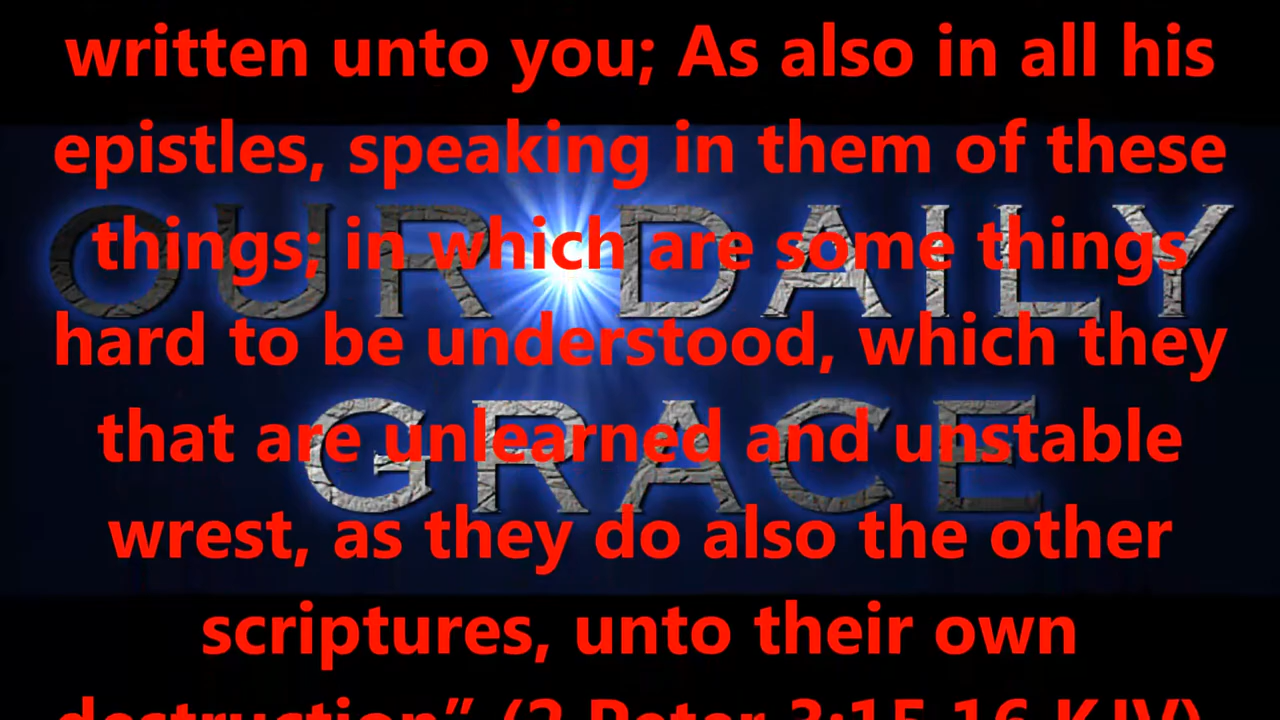 written unto you; As also in all his
epistles, speaking in them of these
OUR DAILY
things; in which are some things
hard to be understood, which they
GRACE
that are unlearned and unstable
wrest, as they do also the other
scriptures, unto their own
destruction” (2 Peter 3:15,16 KJV)